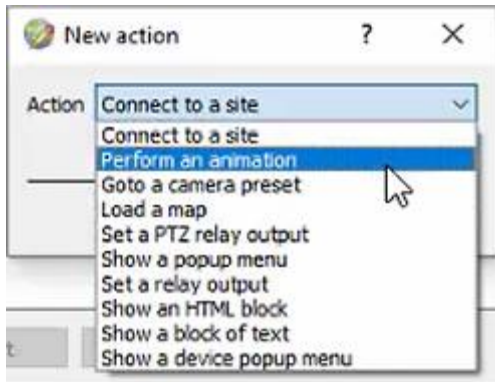 New action ?
Action Connect to a site
Connect to a site
Perform an animation
Goto a camera preset
Load a map
Set a PTZ relay output
Show a popup menu
Set a relay output
Show an HTML block
Show a block of text
Show a device popup menu